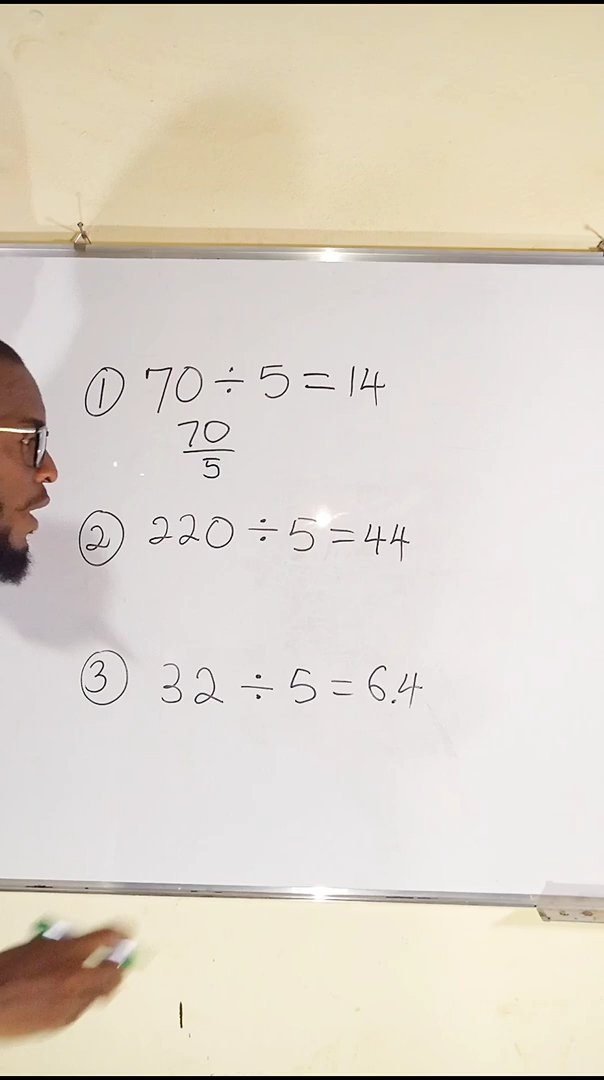 ① 70 ÷ 5 = 14
70
5
② 220 ÷ 5 = 44
③ 32 ÷ 5 = 6.4